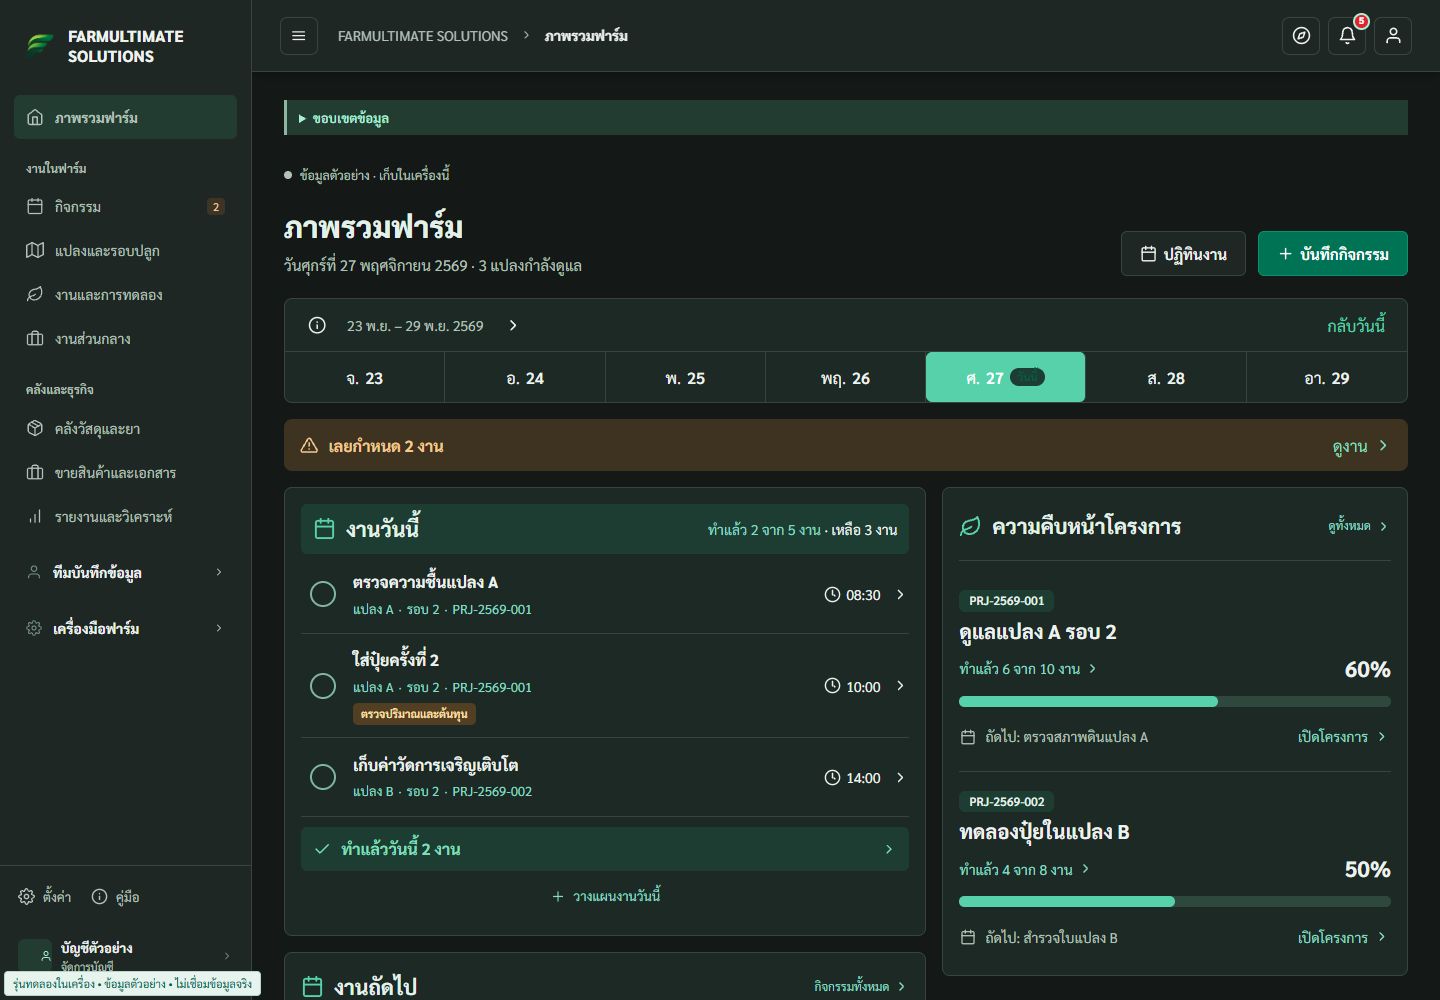 FARMULTIMATE
SOLUTIONS
ภาพรวมฟาร์ม
งานในฟาร์ม
กิจกรรม 2
แปลงและรอบปลูก
งานและการทดลอง
งานส่วนกลาง
คลังและธุรกิจ
คลังวัสดุและยา
ขายสินค้าและเอกสาร
รายงานและวิเคราะห์
ทีมบันทึกข้อมูล
เครื่องมือฟาร์ม
ตั้งค่า คู่มือ
บัญชีตัวอย่าง
จัดการบัญชี
รุ่นทดลองในเครื่อง • ข้อมูลตัวอย่าง • ไม่เชื่อมข้อมูลจริง
FARMULTIMATE SOLUTIONS ภาพรวมฟาร์ม
5
ขอบเขตข้อมูล
ข้อมูลตัวอย่าง · เก็บในเครื่องนี้
ภาพรวมฟาร์ม
วันศุกร์ที่ 27 พฤศจิกายน 2569 · 3 แปลงกำลังดูแล
ปฏิทินงาน
บันทึกกิจกรรม
23 พ.ย. – 29 พ.ย. 2569
กลับวันนี้
จ. 23
อ. 24
พ. 25
พฤ. 26
ศ. 27 วันนี้
ส. 28
อา. 29
เลยกำหนด 2 งาน
ดูงาน
งานวันนี้
ทำแล้ว 2 จาก 5 งาน · เหลือ 3 งาน
ตรวจความชื้นแปลง A
แปลง A · รอบ 2 · PRJ-2569-001
08:30
ใส่ปุ๋ยครั้งที่ 2
แปลง A · รอบ 2 · PRJ-2569-001
ตรวจปริมาณและต้นทุน
10:00
เก็บค่าวัดการเจริญเติบโต
แปลง B · รอบ 2 · PRJ-2569-002
14:00
ทำแล้ววันนี้ 2 งาน
วางแผนงานวันนี้
งานถัดไป
กิจกรรมทั้งหมด
ความคืบหน้าโครงการ
ดูทั้งหมด
PRJ-2569-001
ดูแลแปลง A รอบ 2
ทำแล้ว 6 จาก 10 งาน
60%
ถัดไป: ตรวจสภาพดินแปลง A
เปิดโครงการ
PRJ-2569-002
ทดลองปุ๋ยในแปลง B
ทำแล้ว 4 จาก 8 งาน
50%
ถัดไป: สำรวจใบแปลง B
เปิดโครงการ